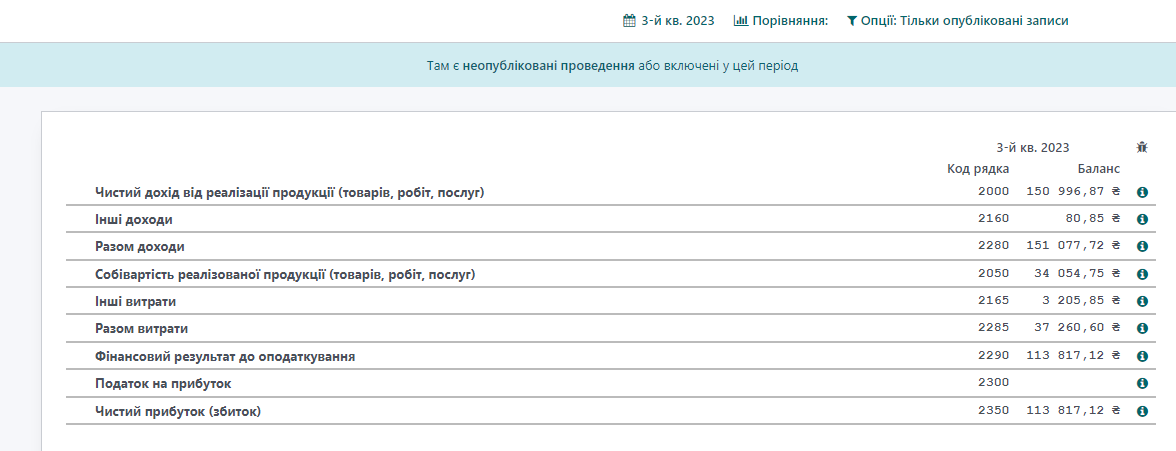 3-й кв. 2023 Порівняння: Опції: Тільки опубліковані записи
Там є неопубліковані проведення або включені у цей період
3-й кв. 2023
Код рядка Баланс
Чистий дохід від реалізації продукції (товарів, робіт, послуг) 2000 150 996,87 ₴
Інші доходи 2160 80,85 ₴
Разом доходи 2280 151 077,72 ₴
Собівартість реалізованої продукції (товарів, робіт, послуг) 2050 34 054,75 ₴
Інші витрати 2165 3 205,85 ₴
Разом витрати 2285 37 260,60 ₴
Фінансовий результат до оподаткування 2290 113 817,12 ₴
Податок на прибуток 2300
Чистий прибуток (збиток) 2350 113 817,12 ₴